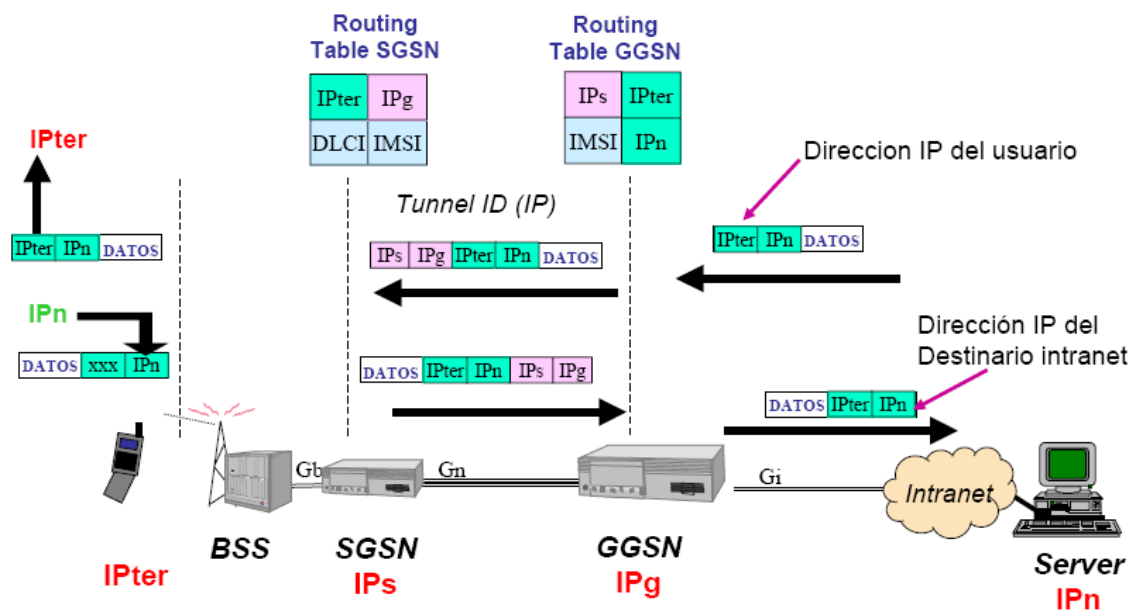 Routing
Table SGSN
Routing
Table GGSN
IPter IPg
DLCI IMSI
IPs IPter
IMSI IPn
IPter
Direccion IP del usuario
Tunnel ID (IP)
IPter IPn DATOS
IPs IPg IPter IPn DATOS
IPter IPn DATOS
IPn
Dirección IP del
Destinario intranet
DATOS xxx IPn
DATOS IPter IPn IPs IPg
DATOS IPter IPn
Gb
Gn
Gi
Intranet
BSS
SGSN
GGSN
Server
IPter
IPs
IPg
IPn